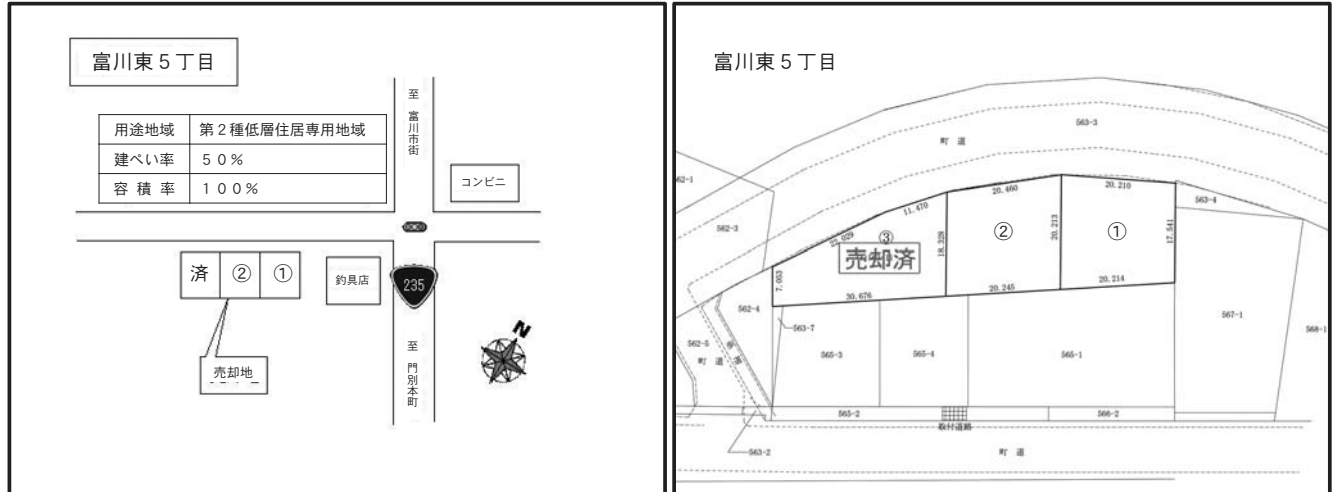 富川東５丁目
用途地域 第２種低層住居専用地域
建ぺい率 ５０％
容積率 １００％
至 富川市街
コンビニ
済 ② ①
釣具店
235
売却地
至 門別本町
N
富川東５丁目
563-3
町道
562-1
20.460
20.210
563-4
11.470
562-3
22.029
③
売却済
18.328
②
20.213
①
17.541
7.053
30.676
20.245
20.214
562-4
563-7
567-1
568-1
562-5
町道
565-3
565-4
565-1
565-2
566-2
取付道路
563-2
町道